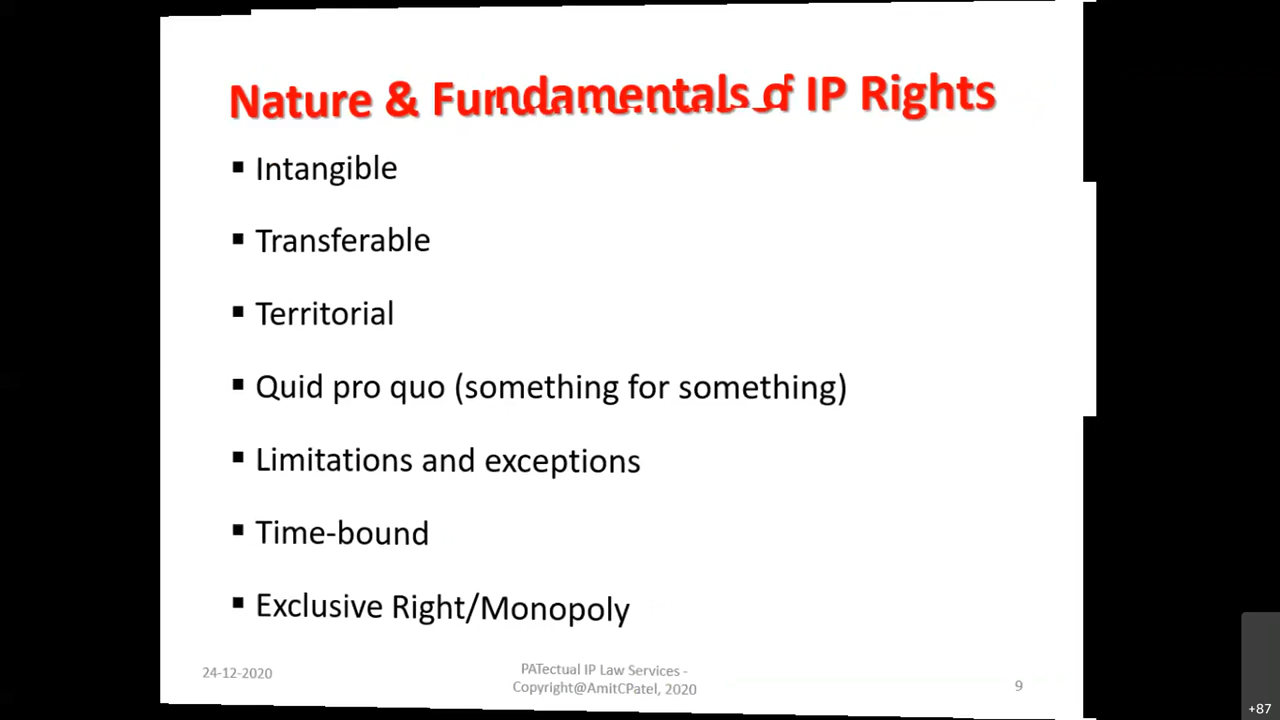 Nature & Fundamentals of IP Rights
▪ Intangible
▪ Transferable
▪ Territorial
▪ Quid pro quo (something for something)
▪ Limitations and exceptions
▪ Time-bound
▪ Exclusive Right/Monopoly
24-12-2020
PATectual IP Law Services -
Copyright@AmitCPatel, 2020
9
+87